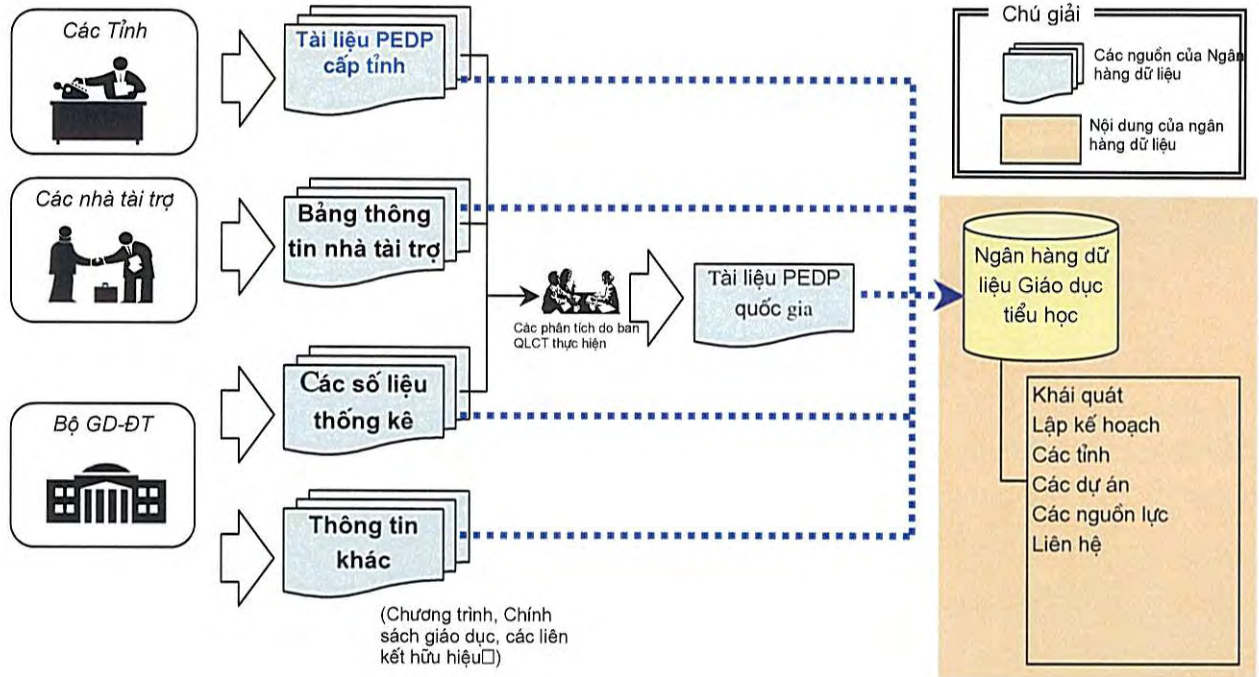 Các Tỉnh
Tài liệu PEDP
cấp tỉnh
Chú giải
Các nguồn của Ngân
hàng dữ liệu
Nội dung của ngân
hàng dữ liệu
Các nhà tài trợ
Bảng thông
tin nhà tài trợ
Các phân tích do ban
QLCT thực hiện
Tài liệu PEDP
quốc gia
Ngân hàng dữ
liệu Giáo dục
tiểu học
Bộ GD-ĐT
Các số liệu
thống kê
Thông tin
khác
(Chương trình, Chính
sách giáo dục, các liên
kết hữu hiệu□)
Khái quát
Lập kế hoạch
Các tỉnh
Các dự án
Các nguồn lực
Liên hệ